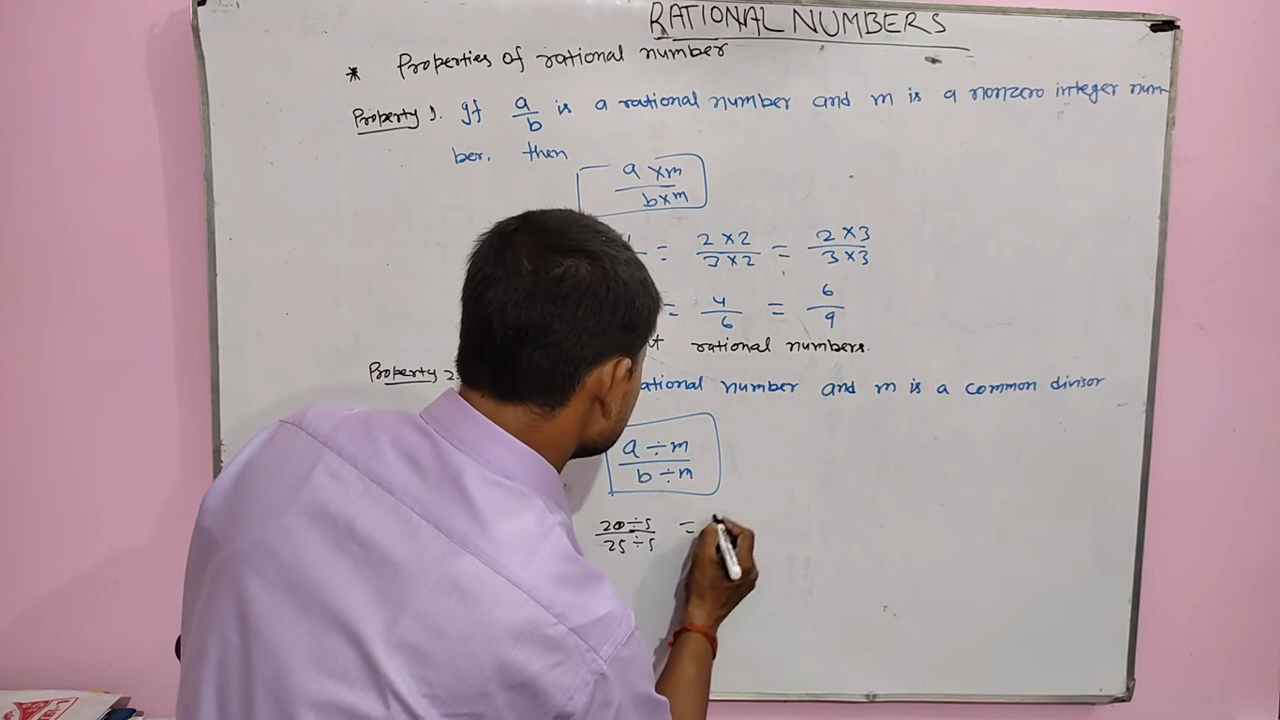 RATIONAL NUMBERS
* Properties of rational number
Property 1. If a/b is a rational number and m is a nonzero integer num
ber, then
a×m / b×m
= 2×2 / 3×2 = 2×3 / 3×3
= 4/6 = 6/9
rational numbers.
Property 2. rational number and m is a common divisor
a÷m / b÷m
20÷5 / 25÷5 =